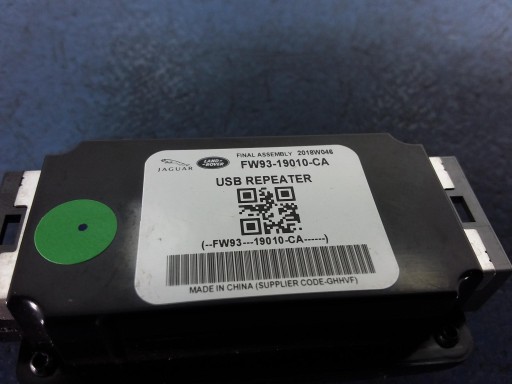 FINAL ASSEMBLY 2018W046
JAGUAR LAND ROVER FW93-19010-CA
USB REPEATER
(--FW93---19010-CA------)
MADE IN CHINA (SUPPLIER CODE-GHHVF)